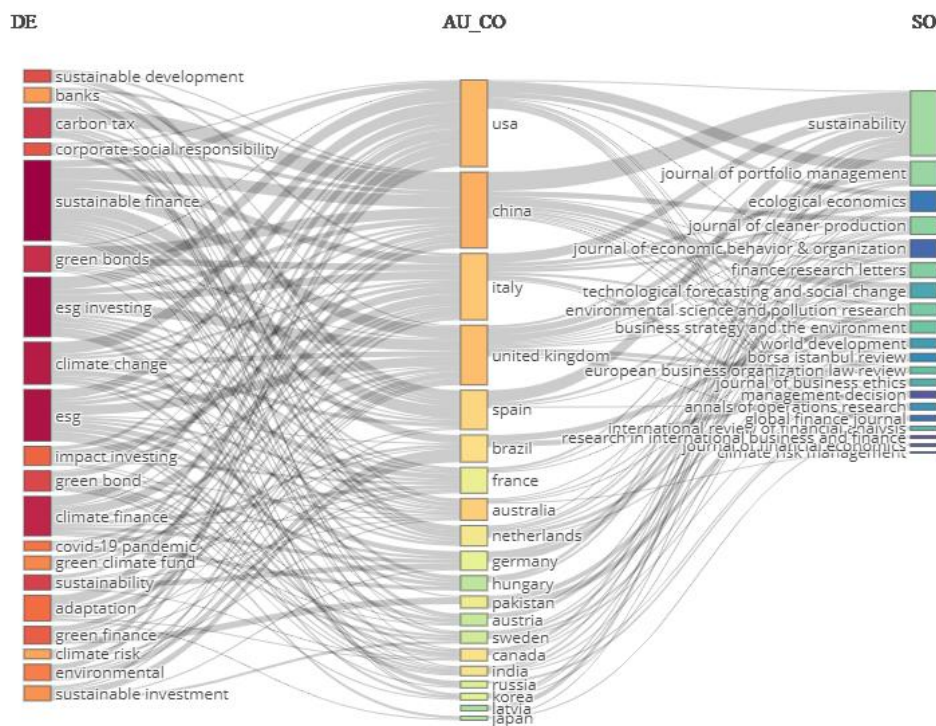 DE
AU_CO
SO
sustainable development
banks
carbon tax
corporate social responsibility
sustainable finance
green bonds
esg investing
climate change
esg
impact investing
green bond
climate finance
covid-19 pandemic
green climate fund
sustainability
adaptation
green finance
climate risk
environmental
sustainable investment
usa
china
italy
united kingdom
spain
brazil
france
australia
netherlands
germany
hungary
pakistan
austria
sweden
canada
india
russia
korea
latvia
japan
sustainability
journal of portfolio management
ecological economics
journal of cleaner production
journal of economic behavior & organization
finance research letters
technological forecasting and social change
environmental science and pollution research
business strategy and the environment
world development
borsa istanbul review
european business organization law review
journal of business ethics
management decision
annals of operations research
global finance journal
international review of financial analysis
research in international business and finance
journal of financial economics
climate risk management